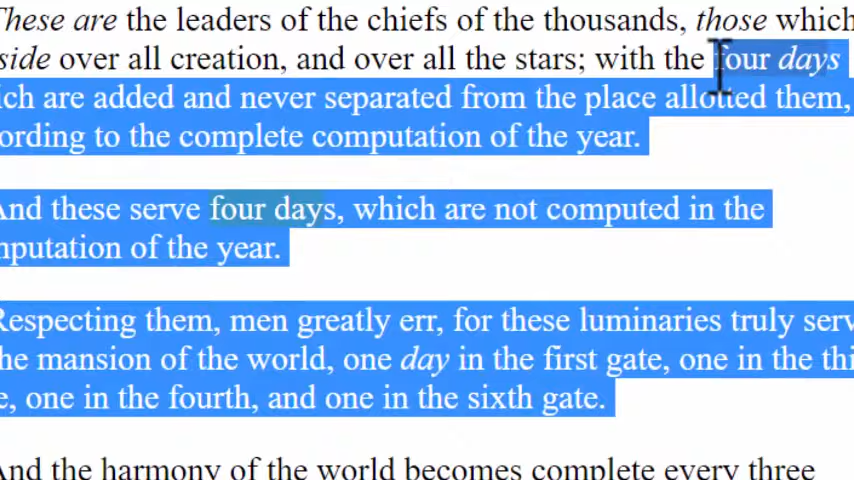 These are the leaders of the chiefs of the thousands, those which
side over all creation, and over all the stars; with the four days
ich are added and never separated from the place allotted them,
ording to the complete computation of the year.
And these serve four days, which are not computed in the
mputation of the year.
Respecting them, men greatly err, for these luminaries truly serv
he mansion of the world, one day in the first gate, one in the thi
e, one in the fourth, and one in the sixth gate.
And the harmony of the world becomes complete every three